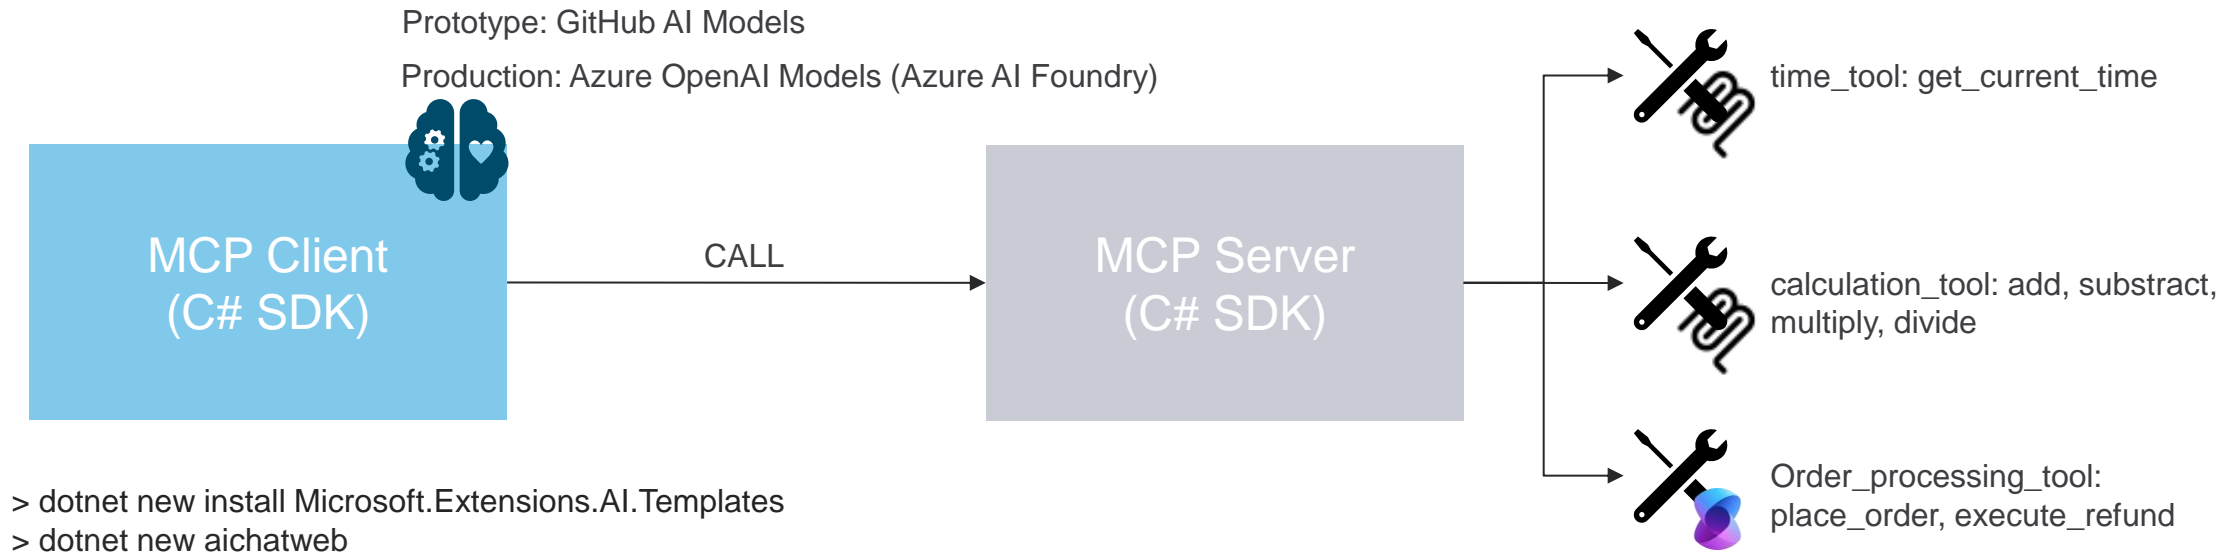 Prototype: GitHub AI Models
Production: Azure OpenAI Models (Azure AI Foundry)
MCP Client
(C# SDK)
CALL
MCP Server
(C# SDK)
time_tool: get_current_time
calculation_tool: add, substract,
multiply, divide
Order_processing_tool:
place_order, execute_refund
> dotnet new install Microsoft.Extensions.AI.Templates
> dotnet new aichatweb